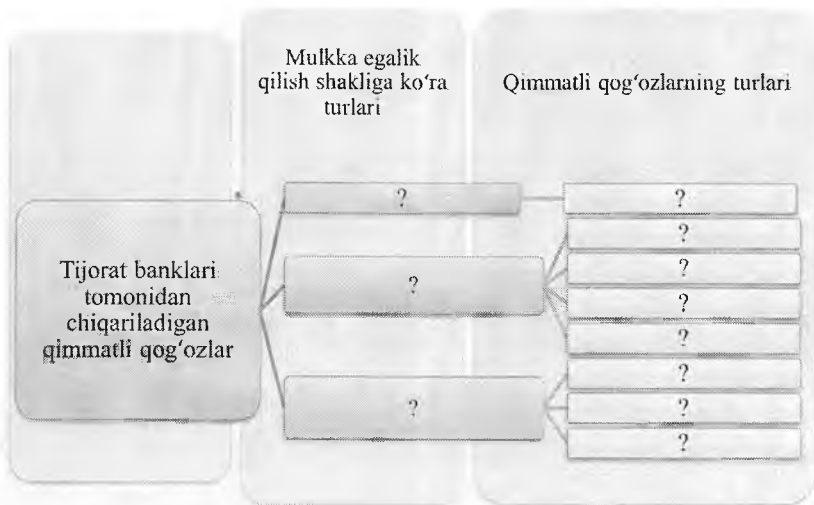 Mulkka egalik
qilish shakliga ko‘ra
turlari
Qimmatli qog‘ozlarning turlari
Tijorat banklari
tomonidan
chiqariladigan
qimmatli qog‘ozlar
?
?
?
?
?
?
?
?
?
?
?